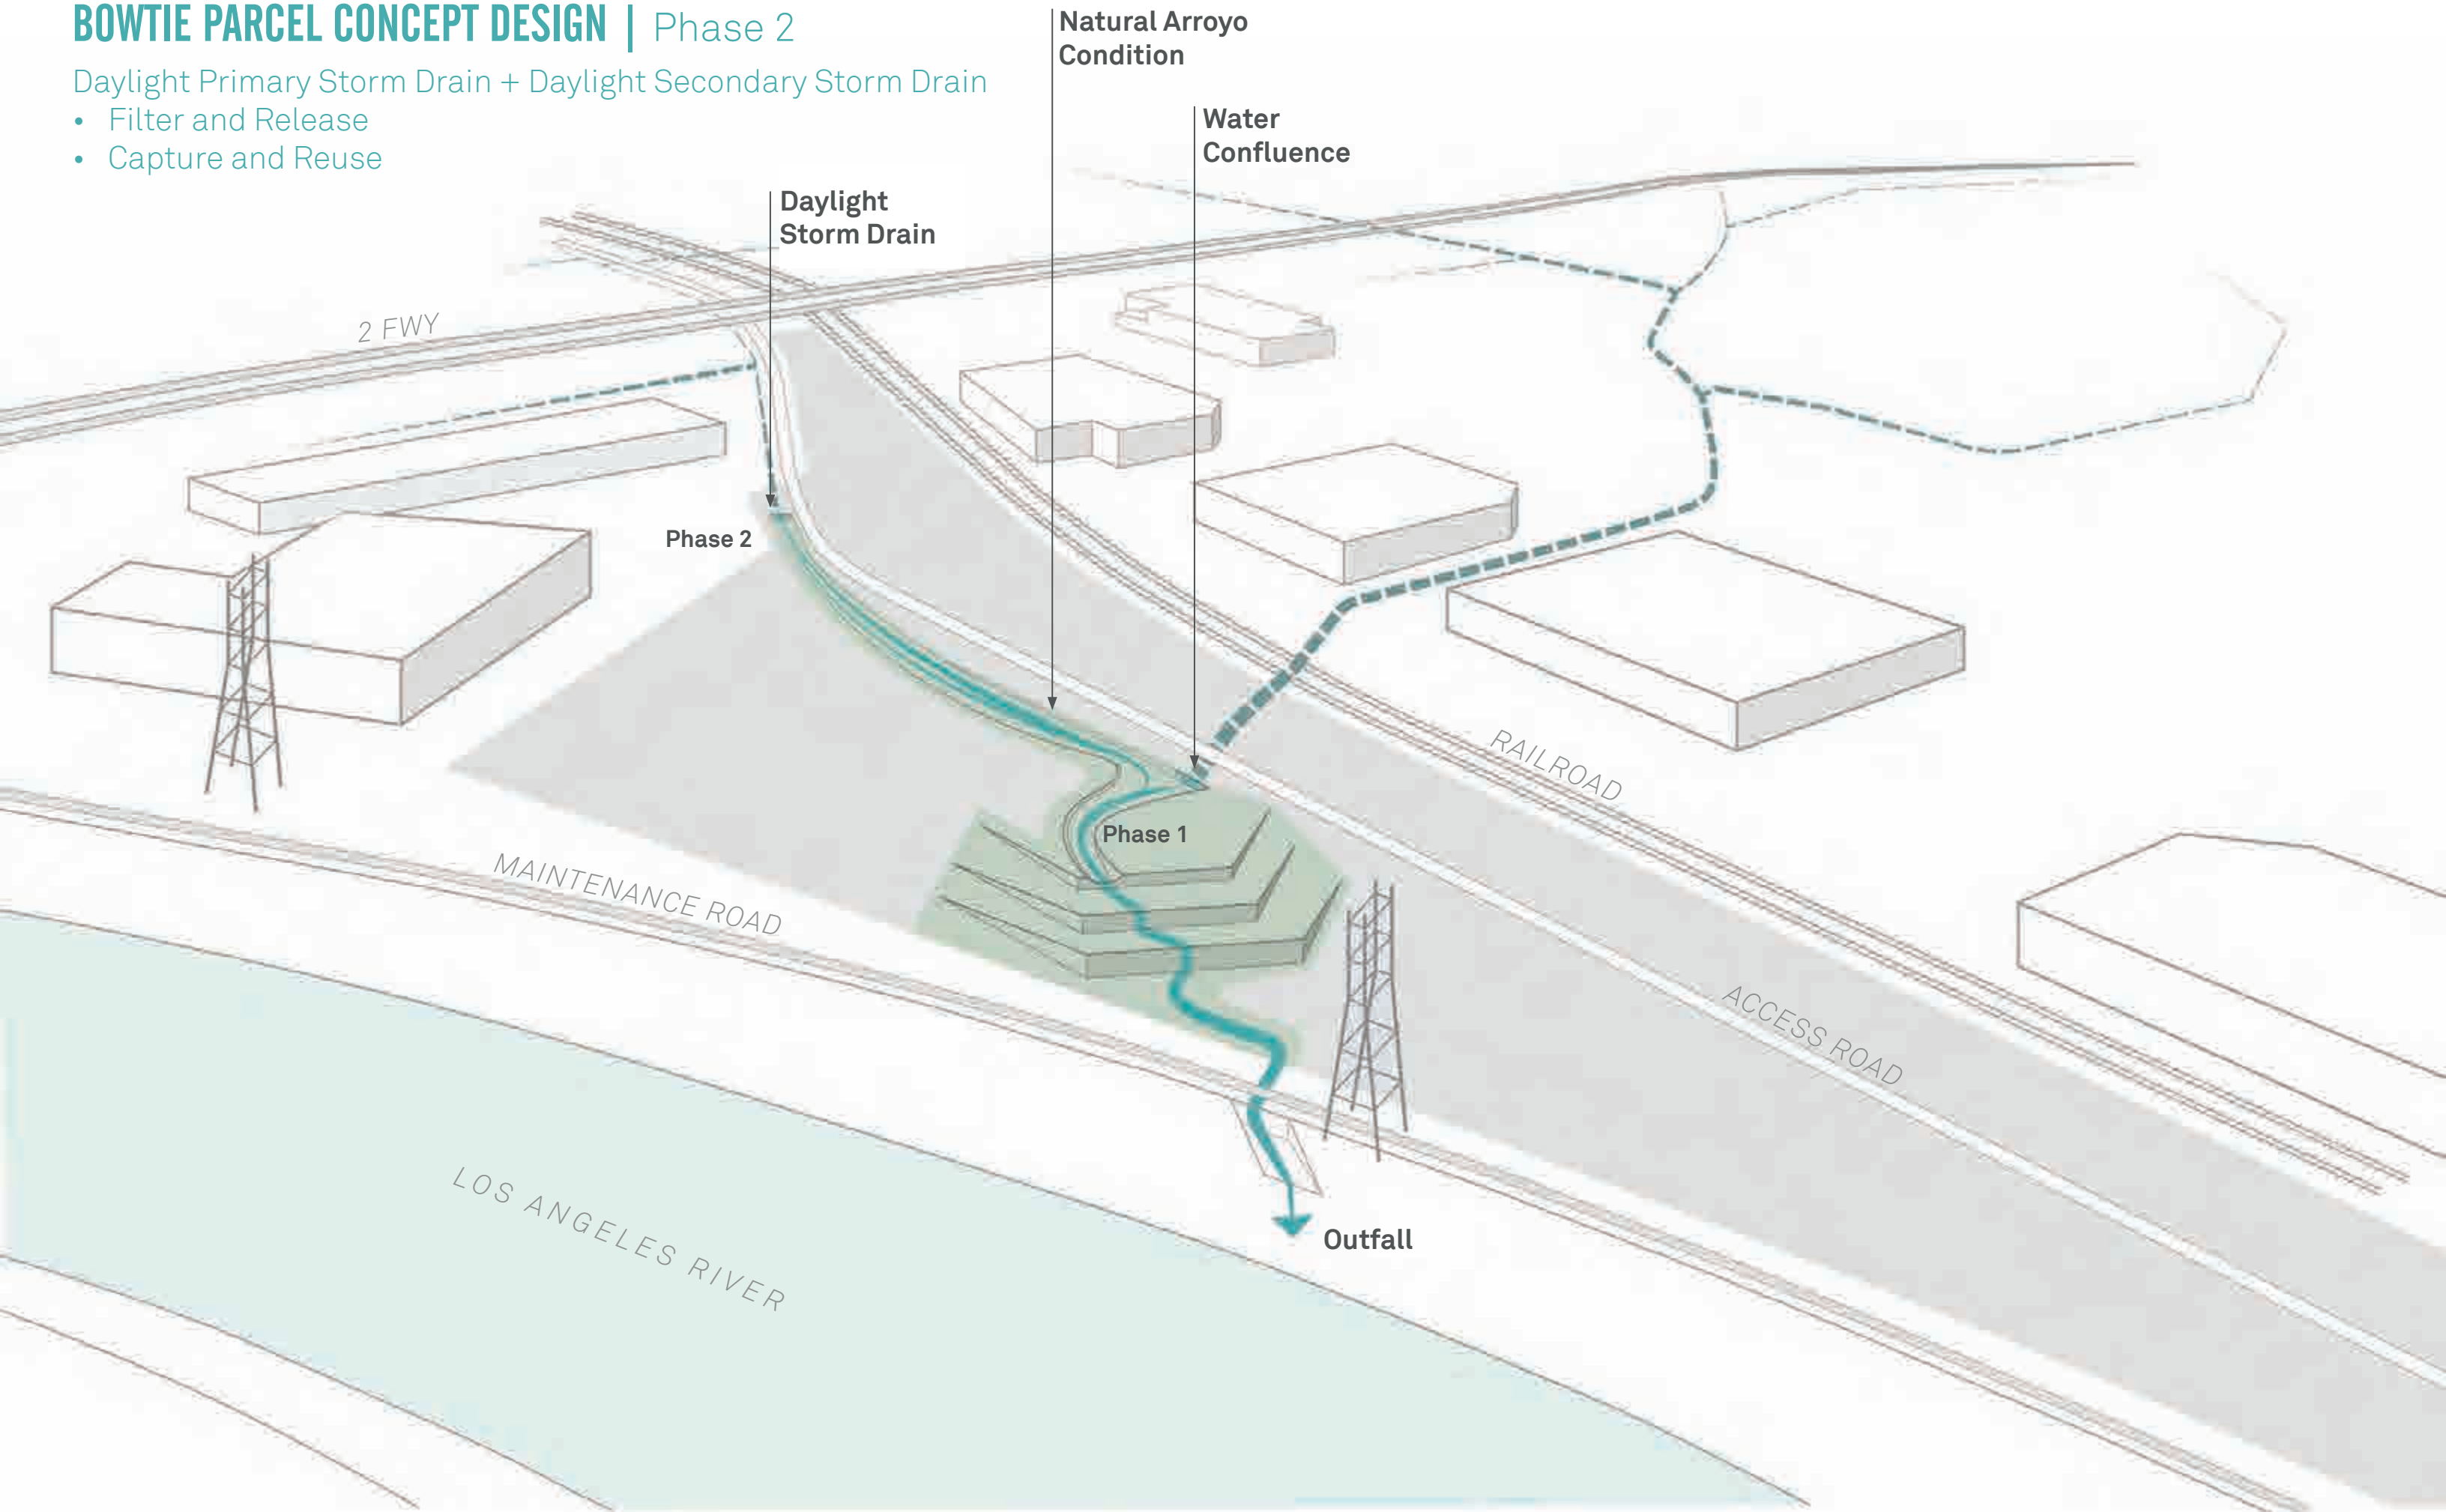 BOWTIE PARCEL CONCEPT DESIGN | Phase 2
Daylight Primary Storm Drain + Daylight Secondary Storm Drain
• Filter and Release
• Capture and Reuse
Natural Arroyo
Condition
Water
Confluence
Daylight
Storm Drain
2 FWY
Phase 2
RAILROAD
Phase 1
MAINTENANCE ROAD
ACCESS ROAD
LOS ANGELES RIVER
Outfall